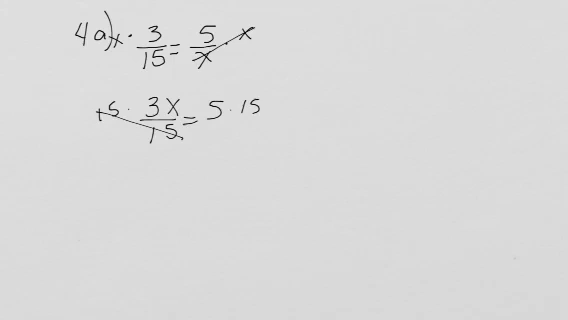 4a) x · 3/15 = 5/x · x
15 · 3x/15 = 5 · 15